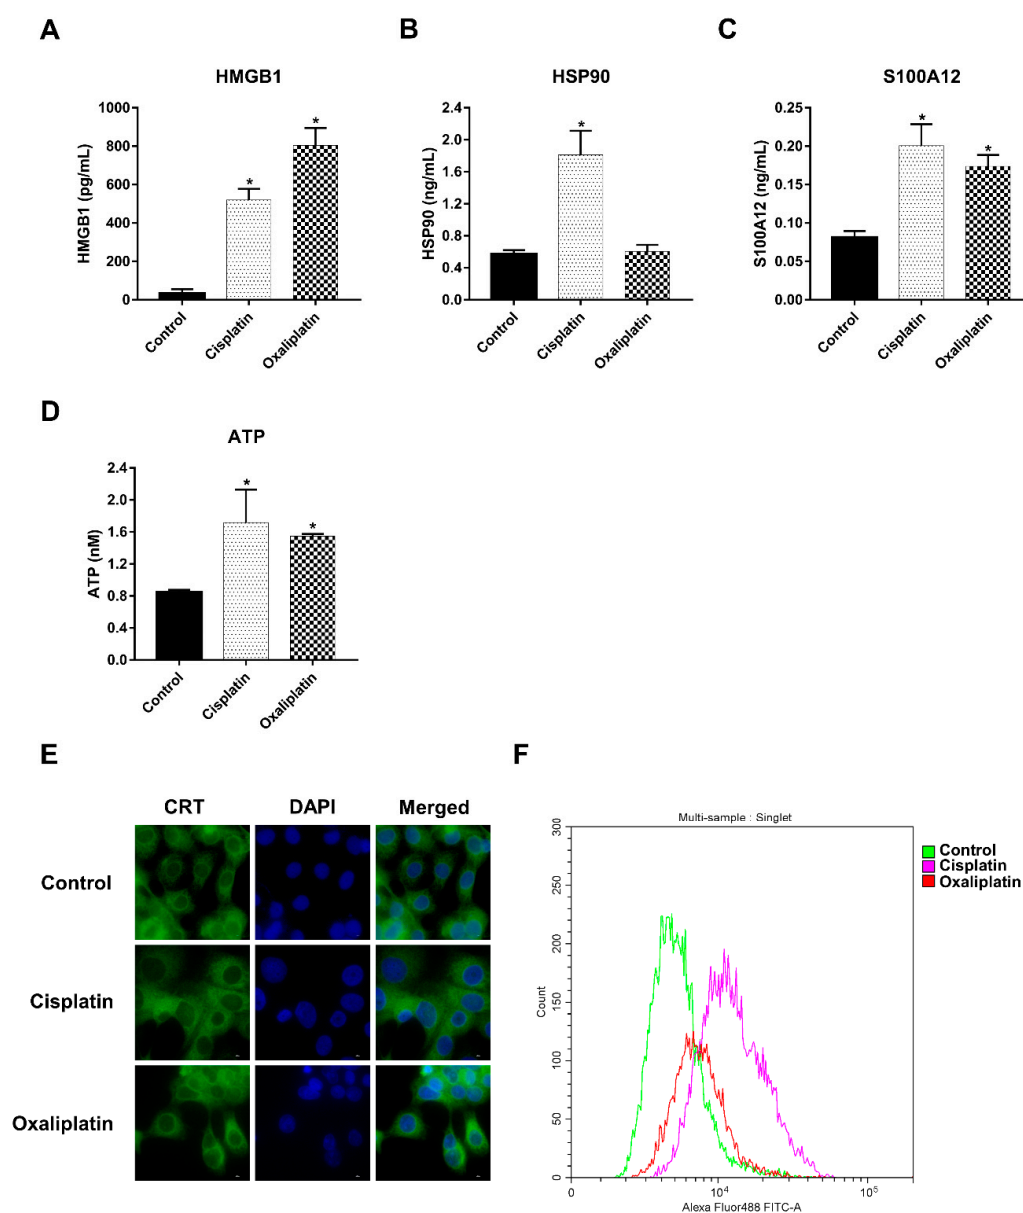 A
B
C
HMGB1
HSP90
S100A12
HMGB1 (pg/mL)
1000
800
600
400
200
0
*
*
Control
Cisplatin
Oxaliplatin
HSP90 (ng/mL)
2.4
2.0
1.6
1.2
0.8
0.4
0.0
*
Control
Cisplatin
Oxaliplatin
S100A12 (ng/mL)
0.25
0.20
0.15
0.10
0.05
0.00
*
*
Control
Cisplatin
Oxaliplatin
D
ATP
ATP (nM)
2.4
2.0
1.6
1.2
0.8
0.4
0.0
*
*
Control
Cisplatin
Oxaliplatin
E
CRT DAPI Merged
Control
Cisplatin
Oxaliplatin
F
Multi-sample : Singlet
Count
300
250
200
150
100
50
0
0 10⁴ 10⁵
Alexa Fluor488 FITC-A
Control
Cisplatin
Oxaliplatin